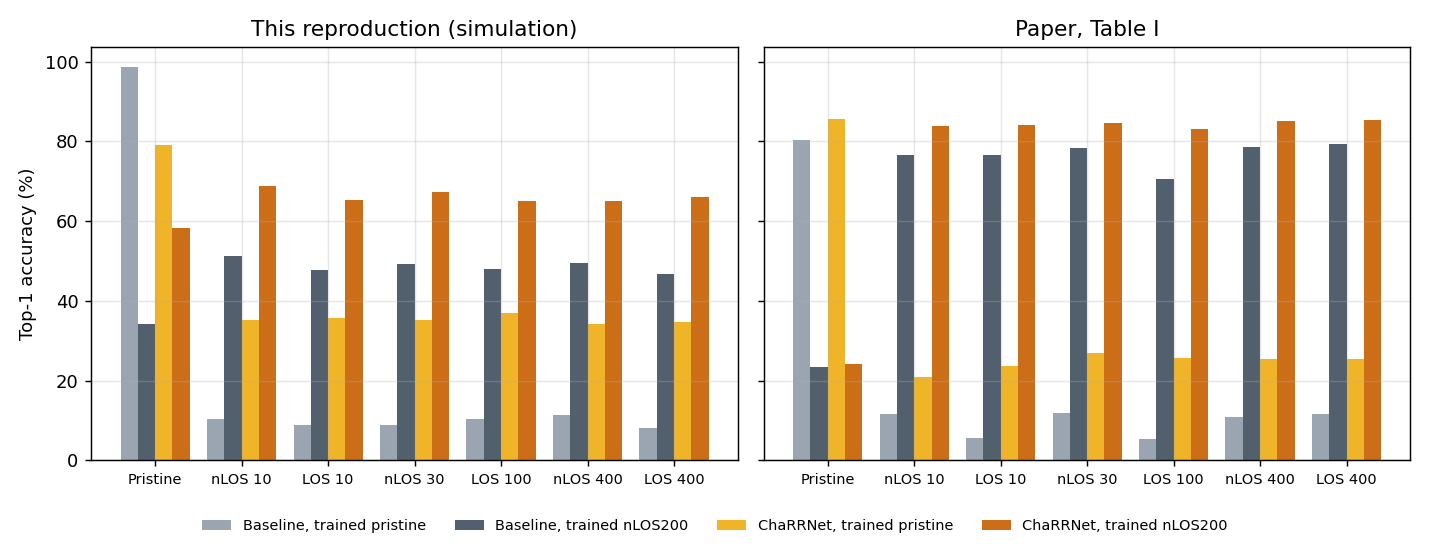 This reproduction (simulation)
Paper, Table I
Top-1 accuracy (%)
100
80
60
40
20
0
Pristine nLOS 10 LOS 10 nLOS 30 LOS 100 nLOS 400 LOS 400
Pristine nLOS 10 LOS 10 nLOS 30 LOS 100 nLOS 400 LOS 400
Baseline, trained pristine Baseline, trained nLOS200 ChaRRNet, trained pristine ChaRRNet, trained nLOS200